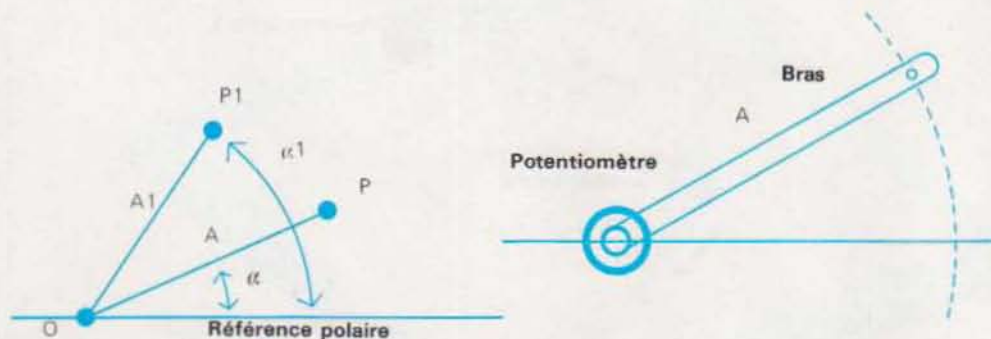 P1
α1
P
A1
A
α
O
Référence polaire
Bras
A
Potentiomètre